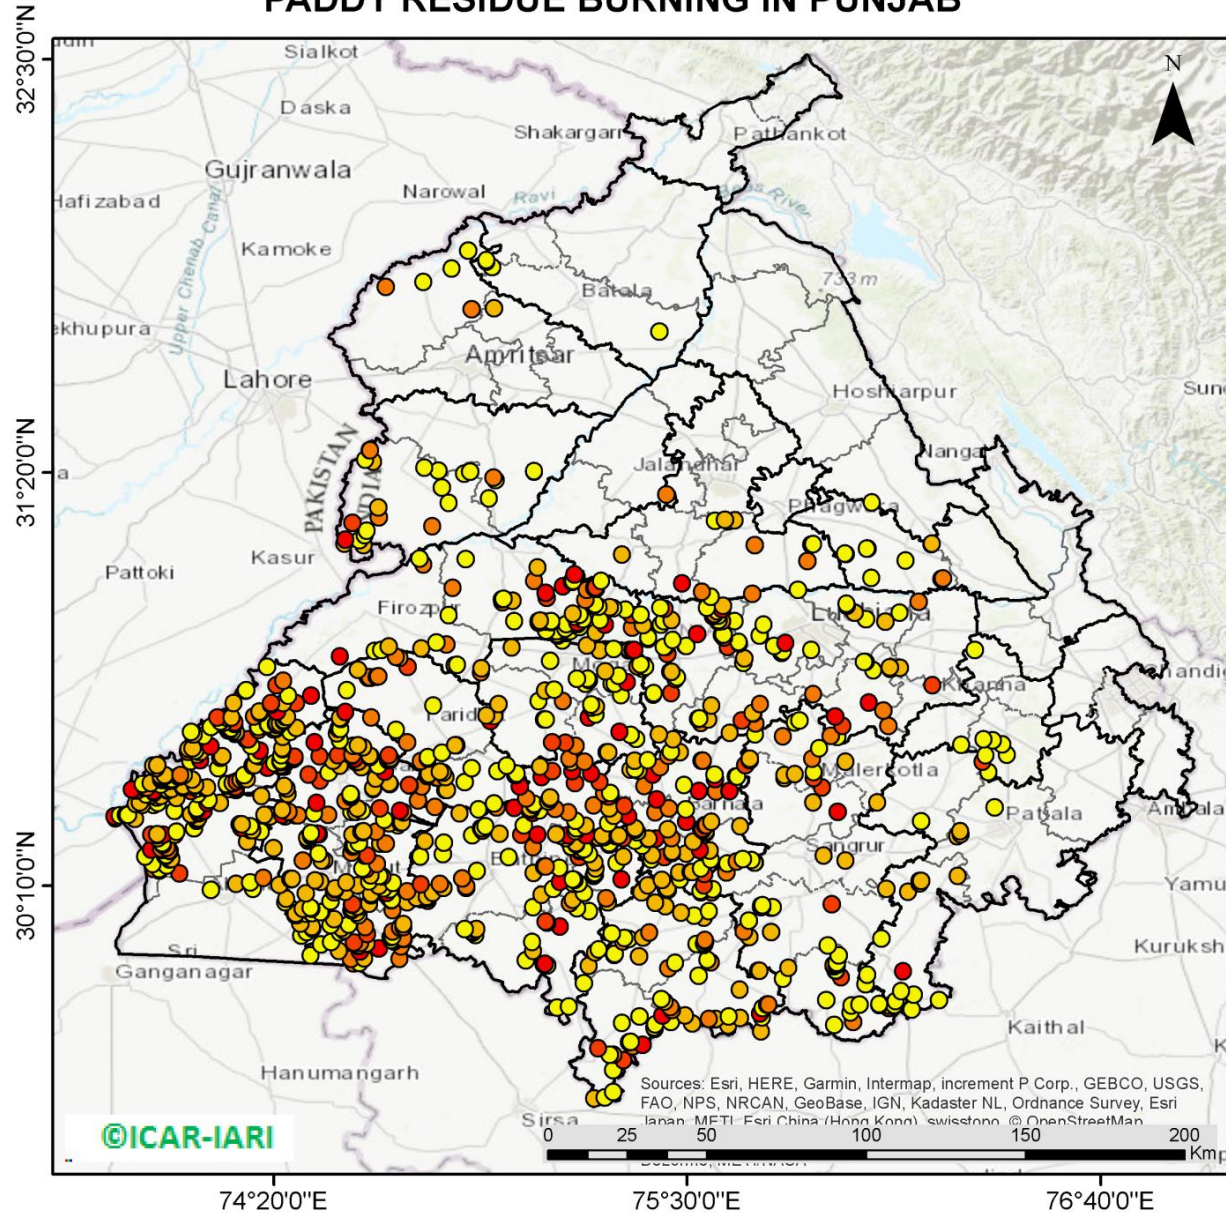 PADDY RESIDUE BURNING IN PUNJAB
32°30'0"N
31°20'0"N
30°10'0"N
N
Sialkot
Daska
Shakargarh
Pathankot
Gujranwala
Hafizabad
Narowal
Ravi
Beas River
Upper Chenab Canal
Kamoke
Batala
733 m
ekhupura
Amritsar
Lahore
Hoshiarpur
Sun
PAKISTAN
INDIA
Jalandhar
Nanga
Phagwara
Kasur
Pattoki
Firozpur
Ludhiana
Moga
Khanna
handi
Faridk
Malerkotla
Barnala
Patiala
Ambala
Sangrur
Bathin
Yamu
Sri
Ganganagar
Kuruksh
Kaithal
Hanumangarh
Sirsa
Sources: Esri, HERE, Garmin, Intermap, increment P Corp., GEBCO, USGS,
FAO, NPS, NRCAN, GeoBase, IGN, Kadaster NL, Ordnance Survey, Esri
Japan, METI, Esri China (Hong Kong), swisstopo, © OpenStreetMap
©ICAR-IARI
0 25 50 100 150 200
Km
74°20'0"E 75°30'0"E 76°40'0"E